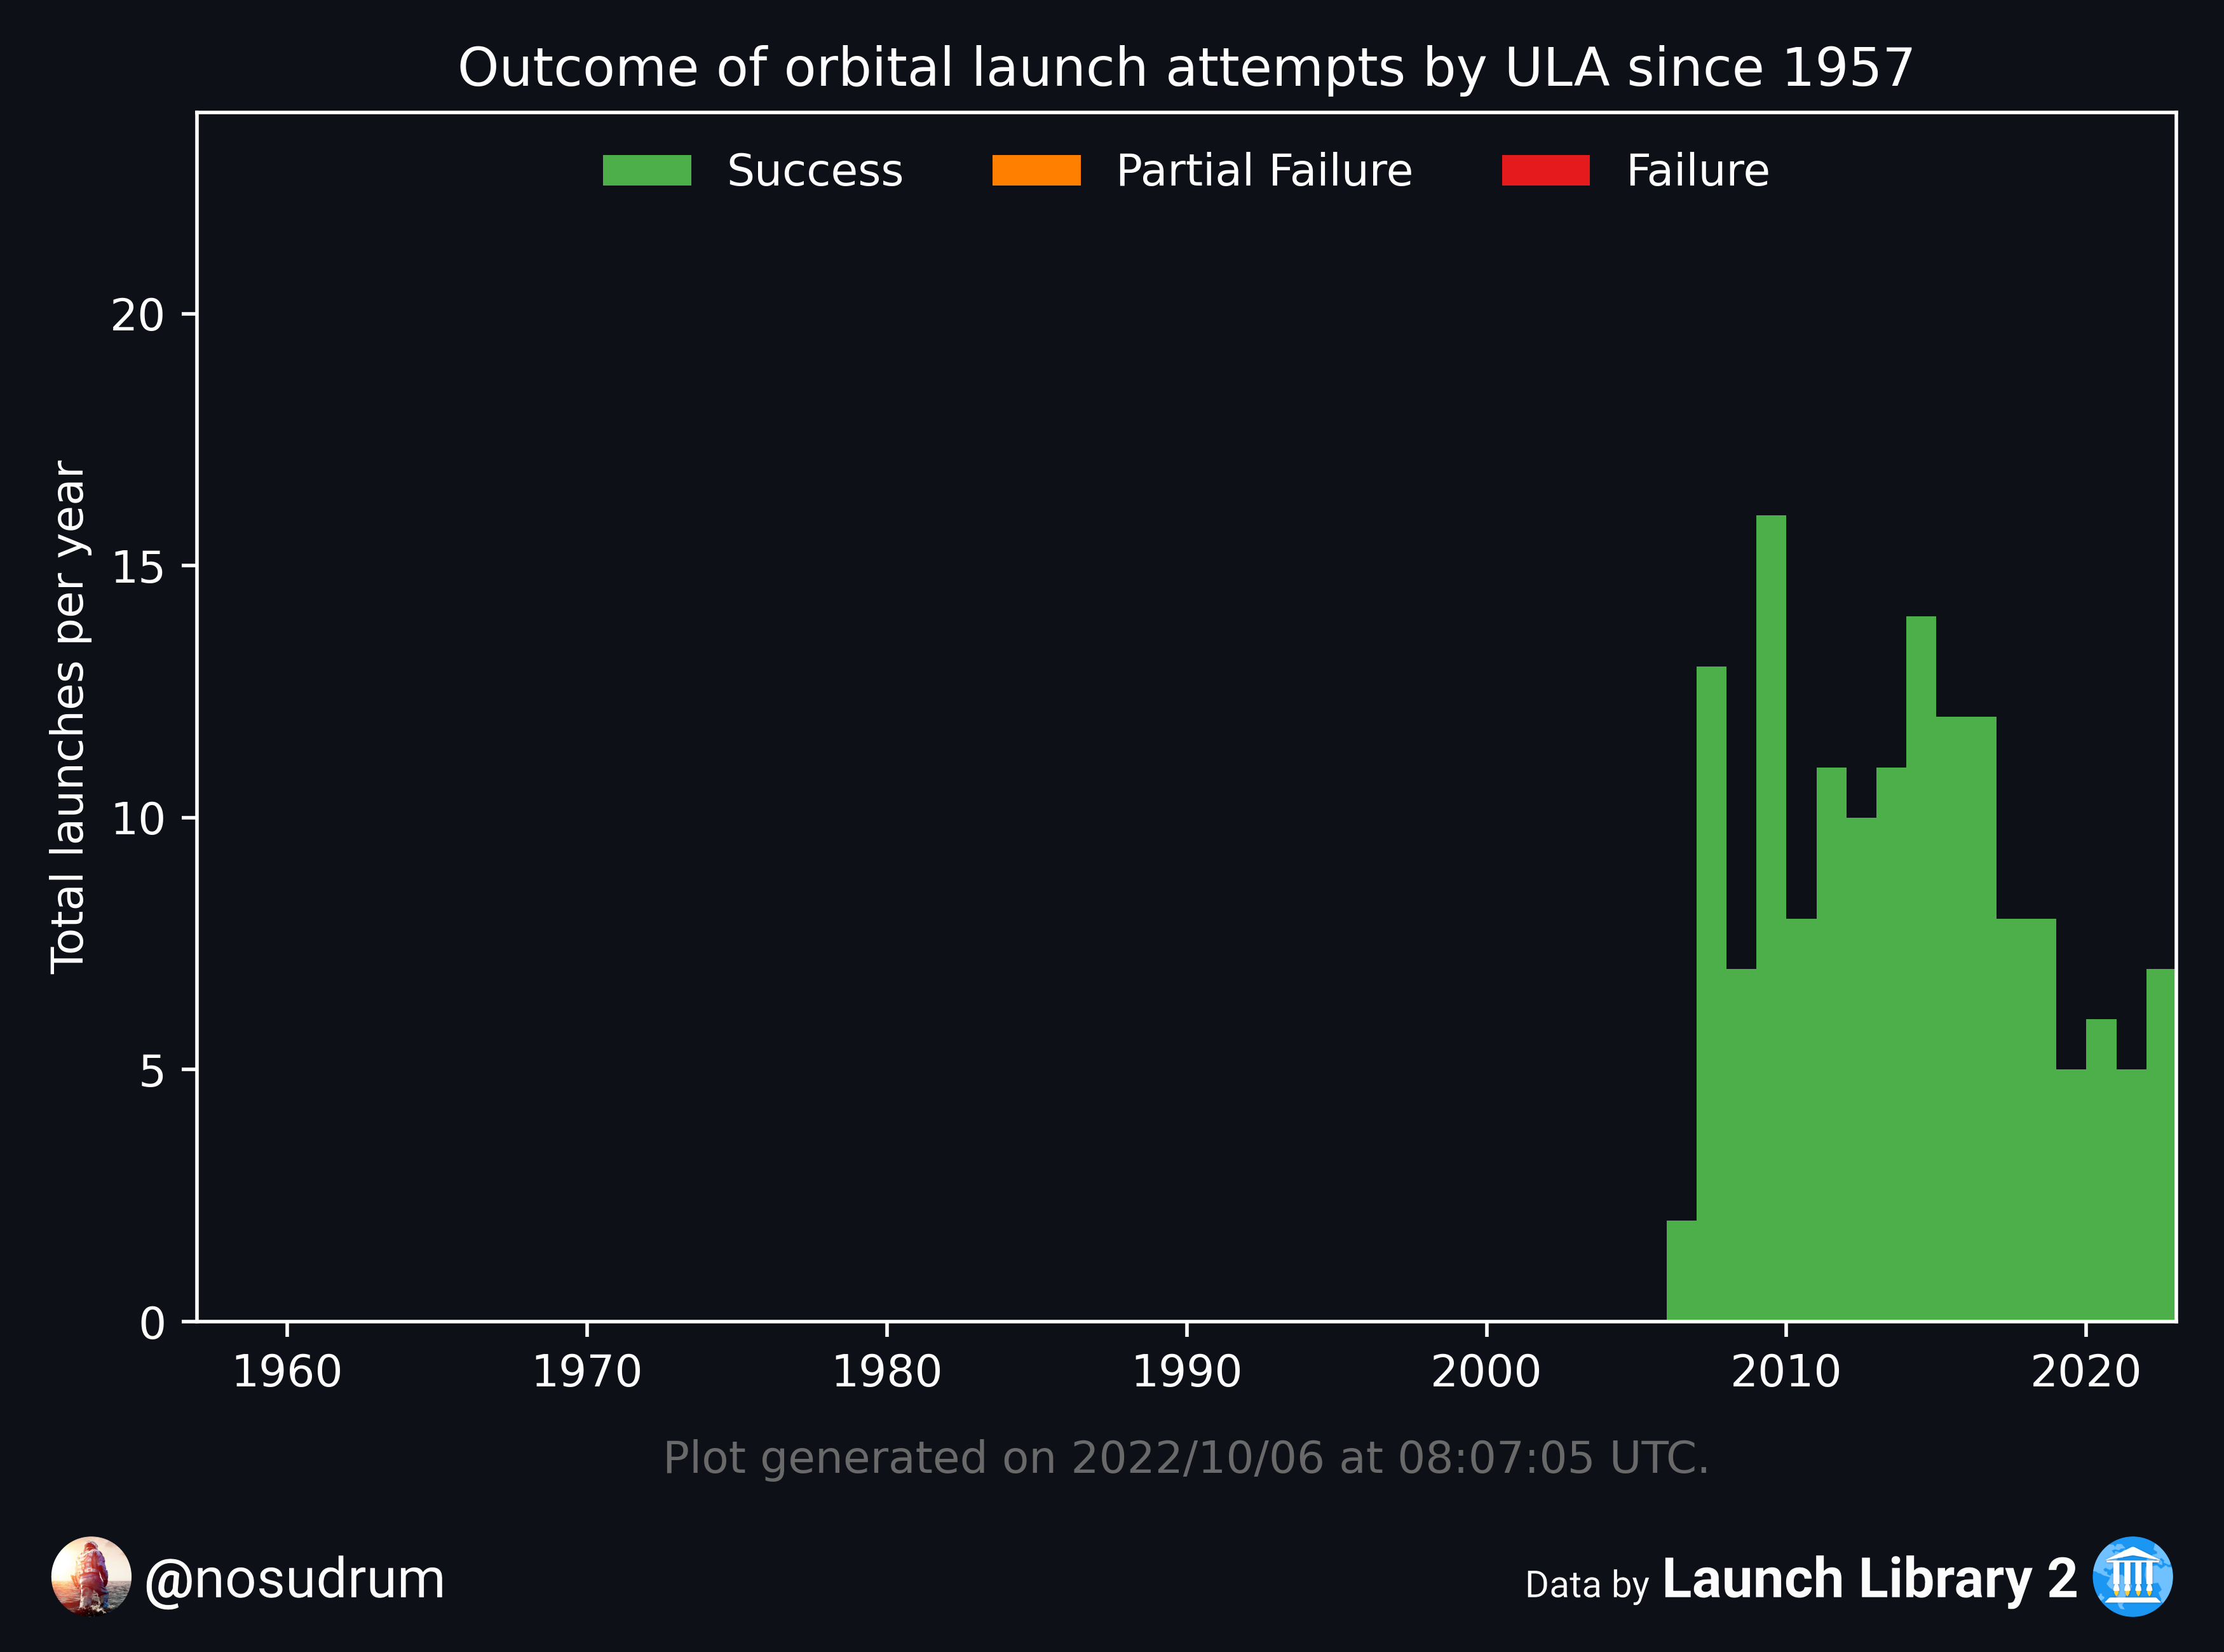 Outcome of orbital launch attempts by ULA since 1957
Success Partial Failure Failure
Total launches per year
20
15
10
5
0
1960 1970 1980 1990 2000 2010 2020
Plot generated on 2022/10/06 at 08:07:05 UTC.
@nosudrum
Data by Launch Library 2